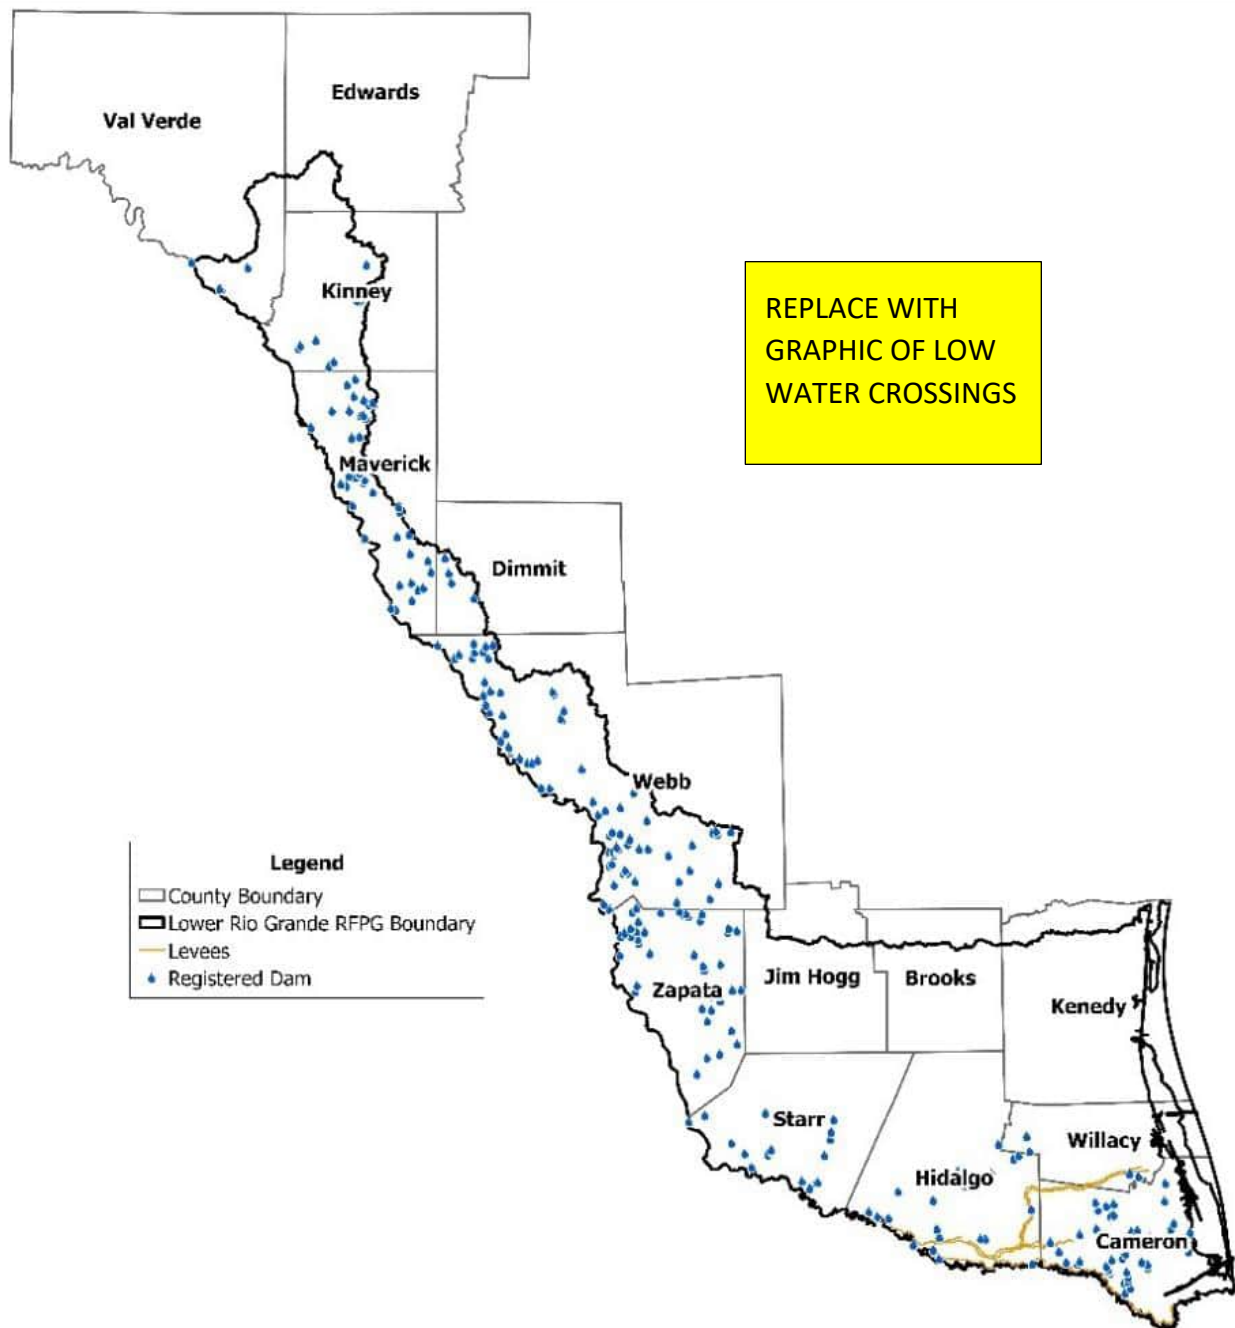 Edwards
Val Verde
Kinney
REPLACE WITH
GRAPHIC OF LOW
WATER CROSSINGS
Maverick
Dimmit
Webb
Legend
County Boundary
Lower Rio Grande RFPG Boundary
Levees
Registered Dam
Zapata
Jim Hogg
Brooks
Kenedy
Starr
Willacy
Hidalgo
Cameron